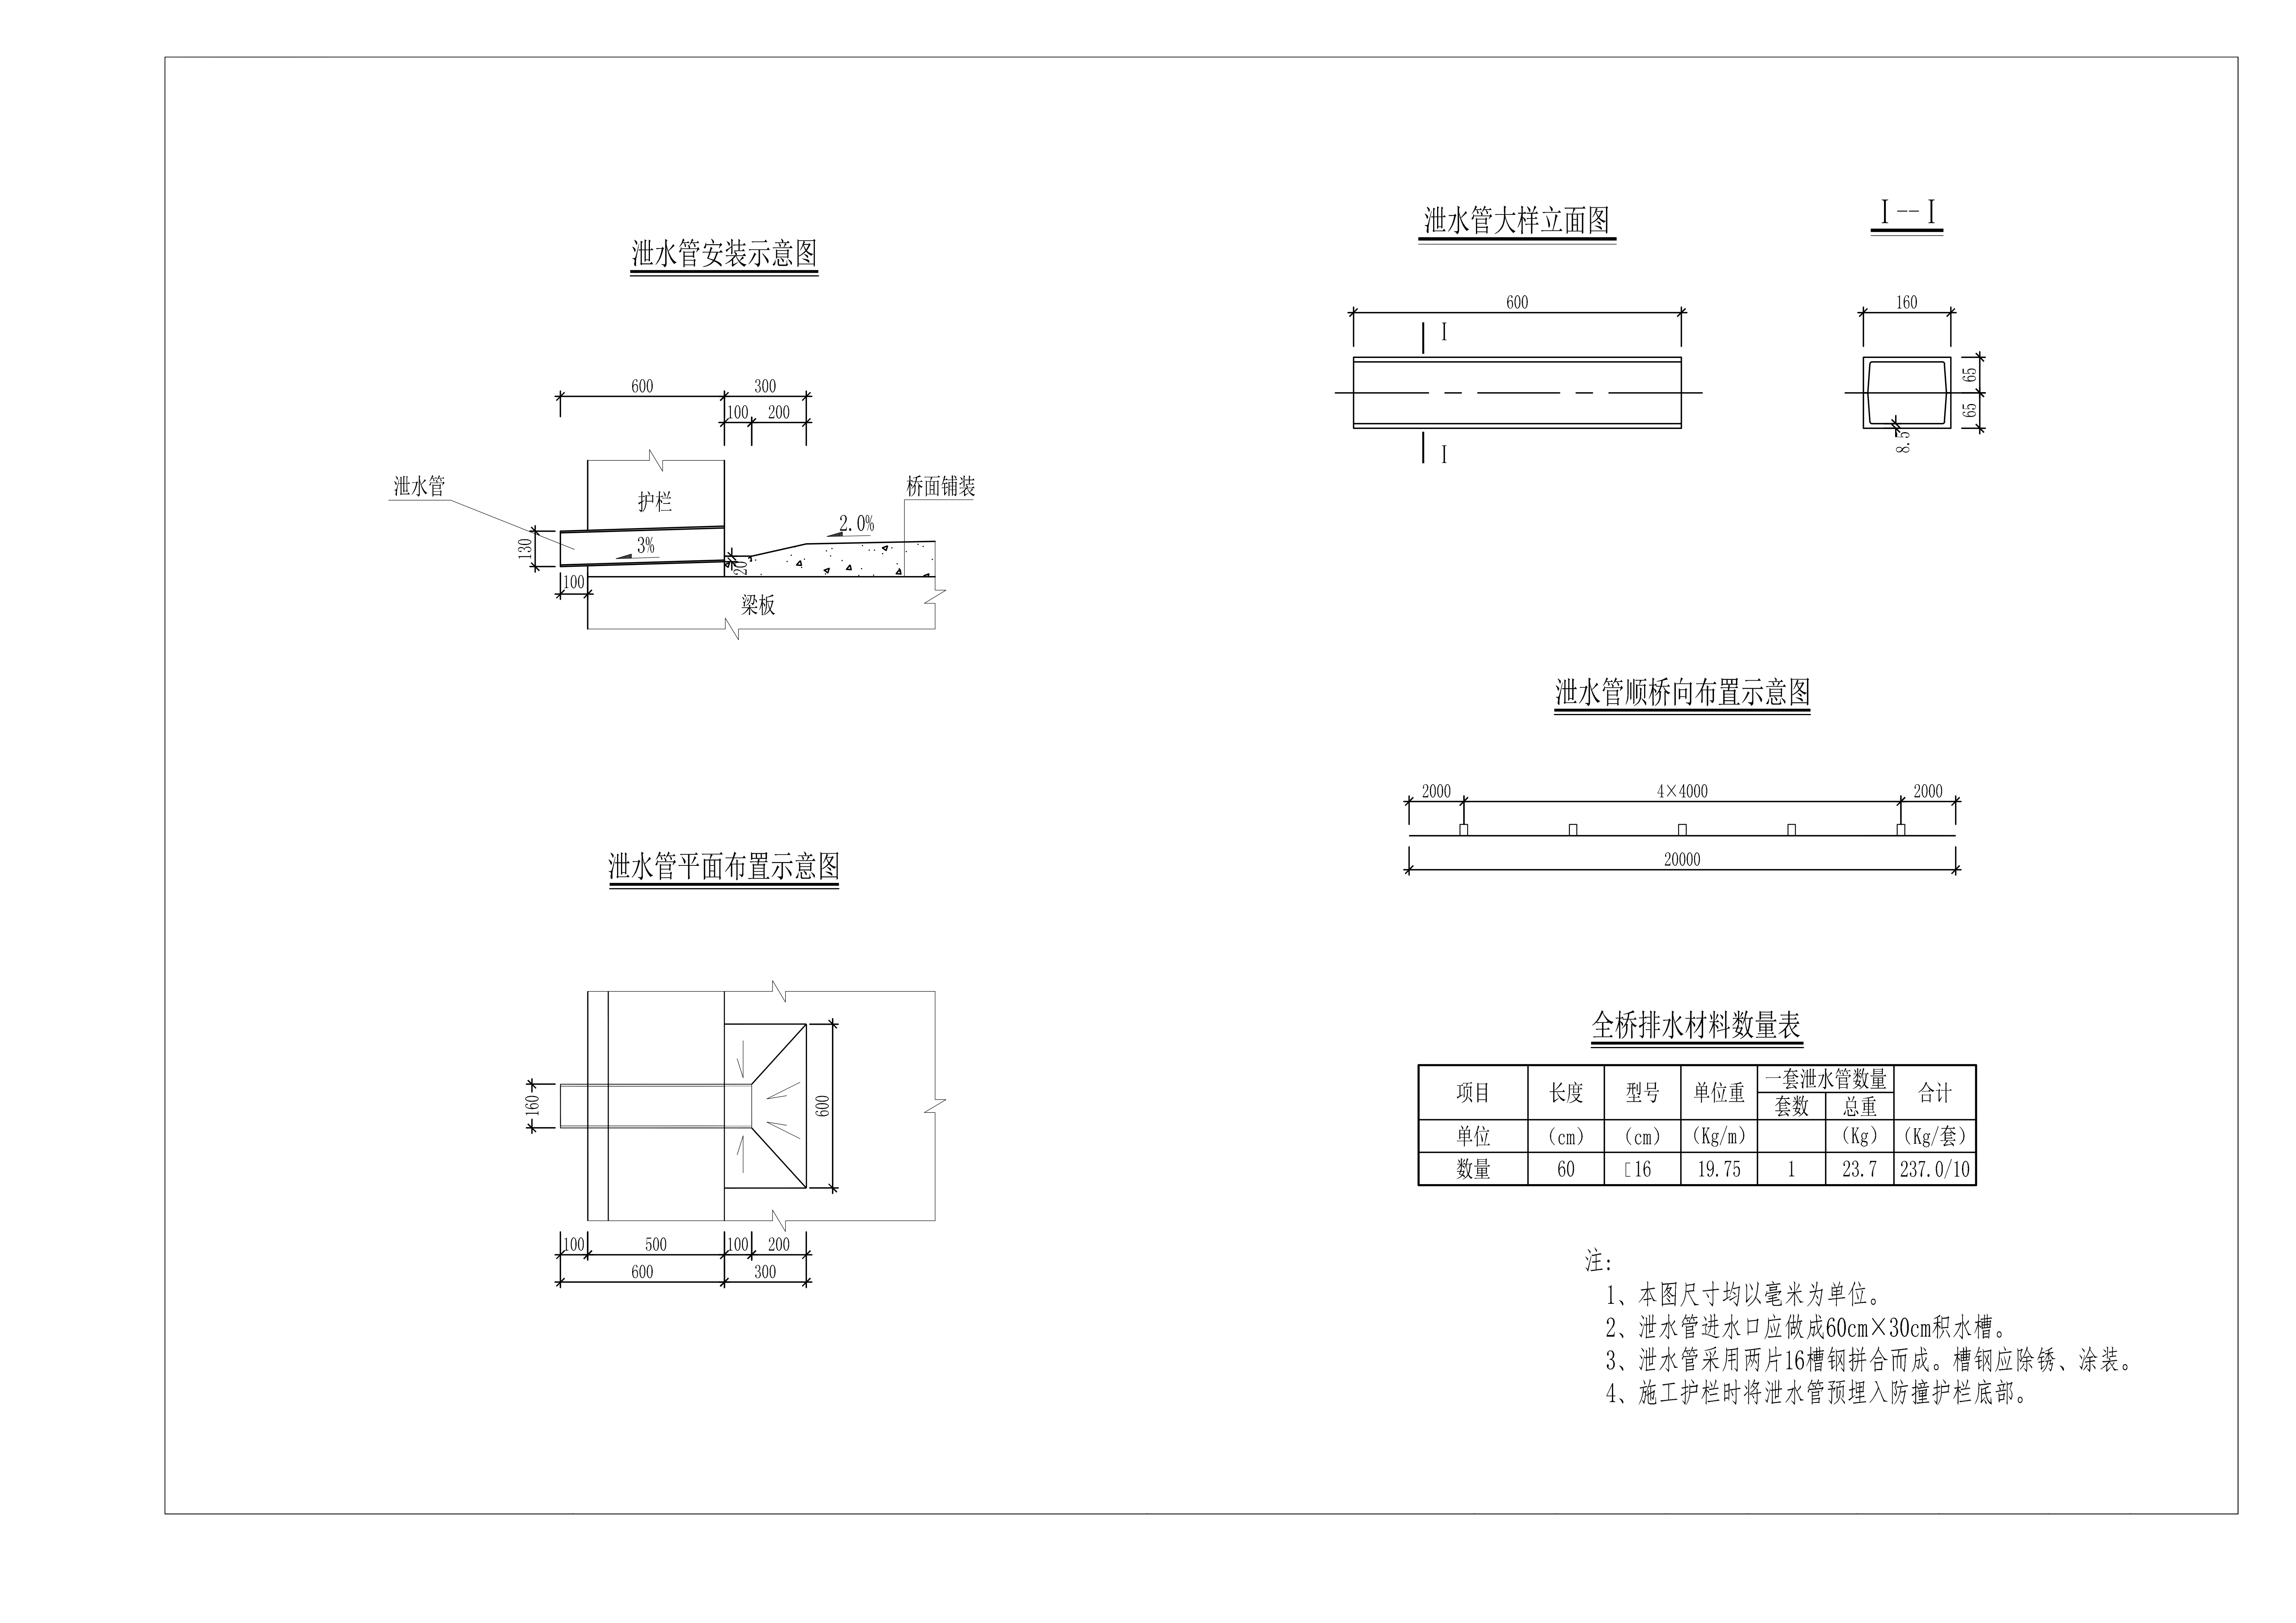 泄水管安装示意图
600
300
100
200
泄水管
护栏
桥面铺装
130
3%
2.0%
20
100
梁板
泄水管平面布置示意图
160
600
100
500
100
200
600
300
泄水管大样立面图
600
I
I
I--I
160
65
65
8.5
泄水管顺桥向布置示意图
2000
4×4000
2000
20000
全桥排水材料数量表
项目 长度 型号 单位重 一套泄水管数量 合计
套数 总重
单位 (cm) (cm) (Kg/m) (Kg) (Kg/套)
数量 60 [16 19.75 1 23.7 237.0/10
注:
1、本图尺寸均以毫米为单位。
2、泄水管进水口应做成60cm×30cm积水槽。
3、泄水管采用两片16槽钢拼合而成。槽钢应除锈、涂装。
4、施工护栏时将泄水管预埋入防撞护栏底部。